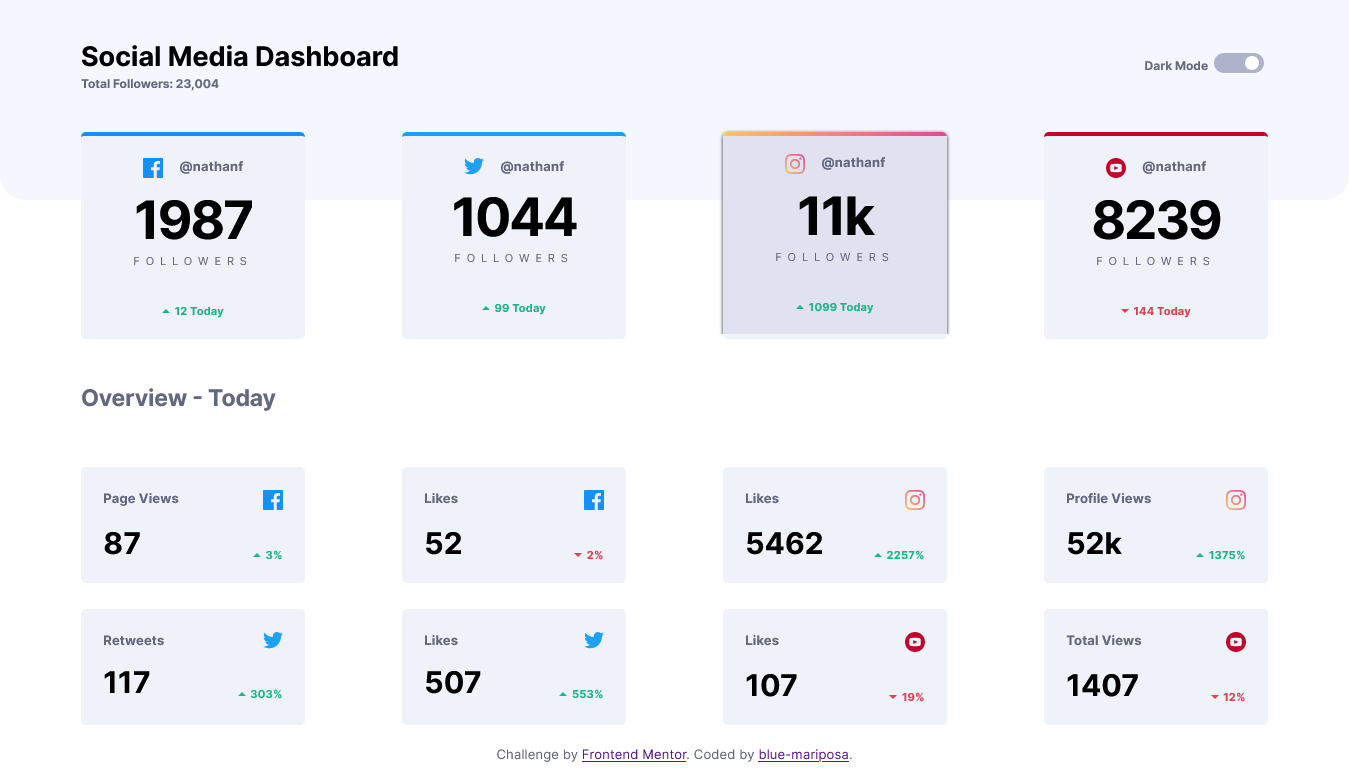 Social Media Dashboard
Total Followers: 23,004
Dark Mode
@nathanf
1987
FOLLOWERS
12 Today
@nathanf
1044
FOLLOWERS
99 Today
@nathanf
11k
FOLLOWERS
1099 Today
@nathanf
8239
FOLLOWERS
144 Today
Overview - Today
Page Views
87
3%
Likes
52
2%
Likes
5462
2257%
Profile Views
52k
1375%
Retweets
117
303%
Likes
507
553%
Likes
107
19%
Total Views
1407
12%
Challenge by Frontend Mentor. Coded by blue-mariposa.